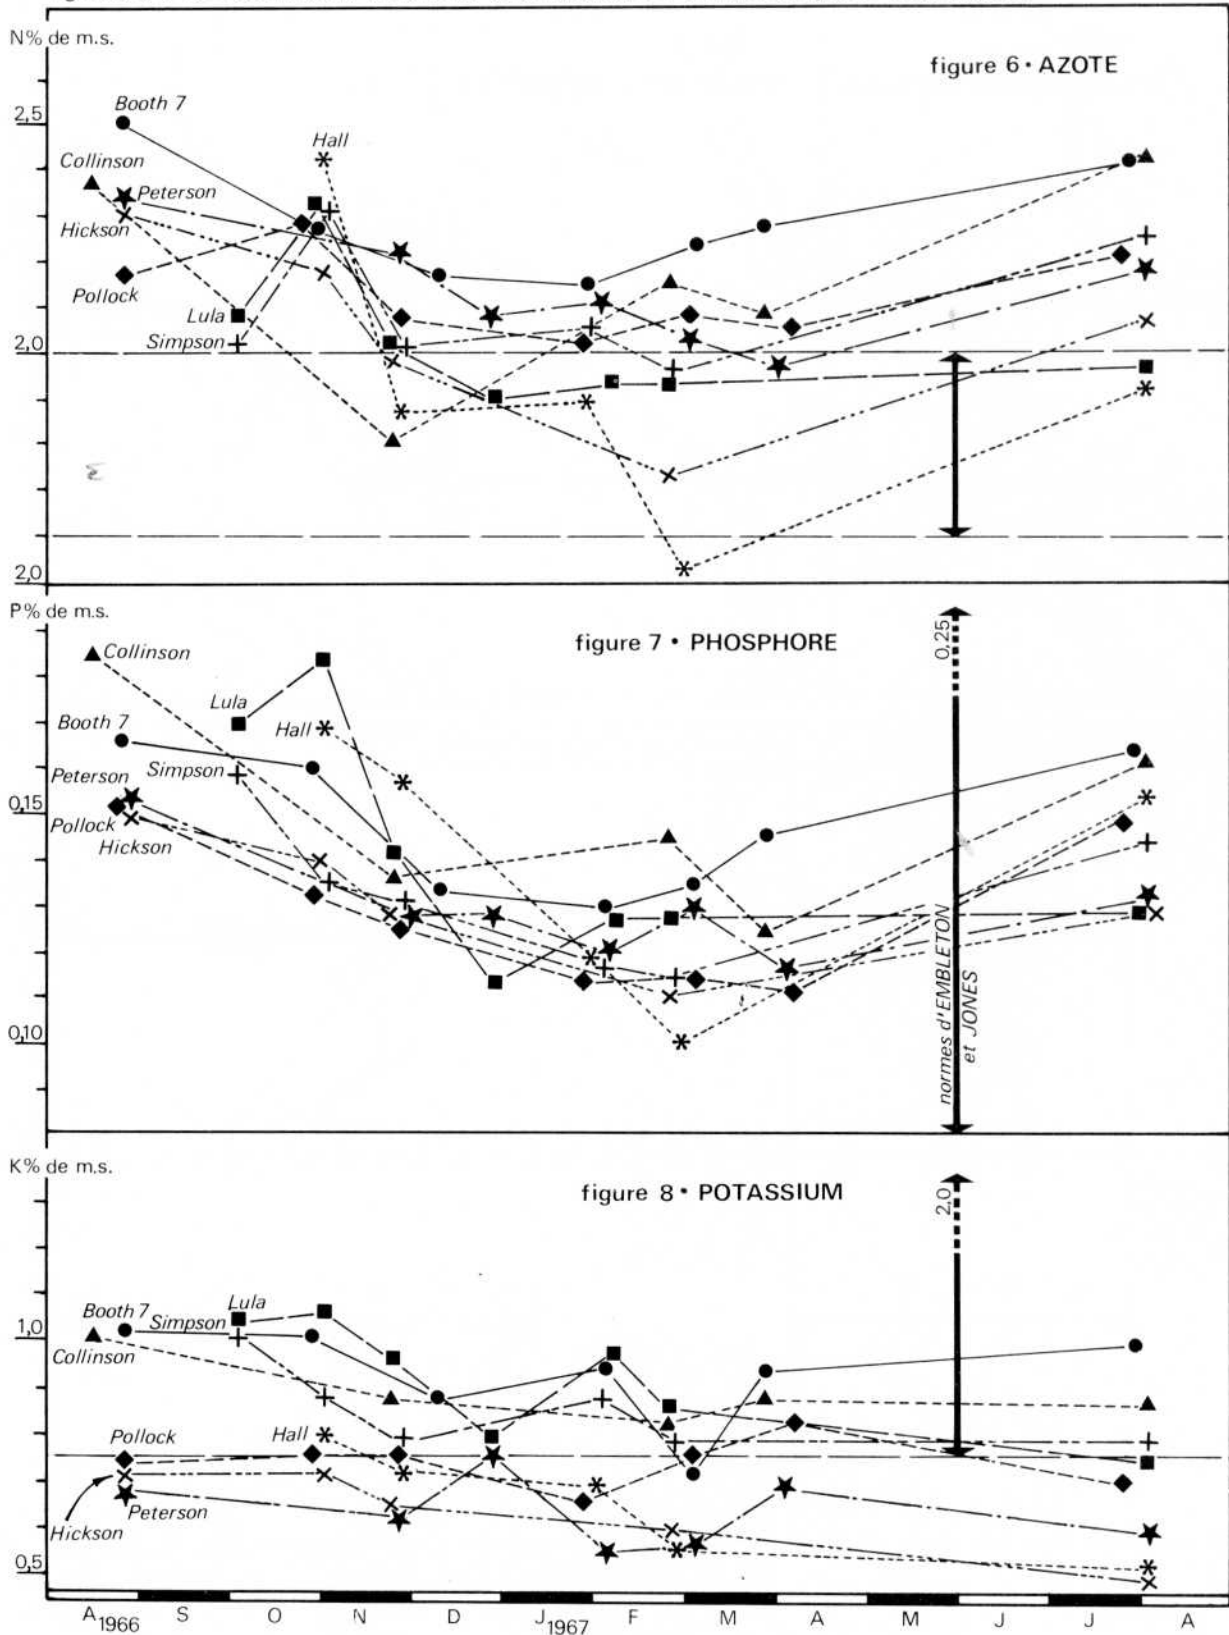 N% de m.s.
figure 6 • AZOTE
2,5
Booth 7
Hall
Collinson
Peterson
Hickson
Pollock
Lula
Simpson
2,0
2,0
P% de m.s.
figure 7 • PHOSPHORE
0,25
Collinson
Lula
Booth 7
Hall
Simpson
Peterson
0,15
Pollock
Hickson
0,10
normes d'EMBLETON
et JONES
K% de m.s.
figure 8 • POTASSIUM
2,0
Lula
Booth 7
Simpson
1,0
Collinson
Pollock
Hall
Peterson
Hickson
0,5
A 1966 S O N D J 1967 F M A M J J A